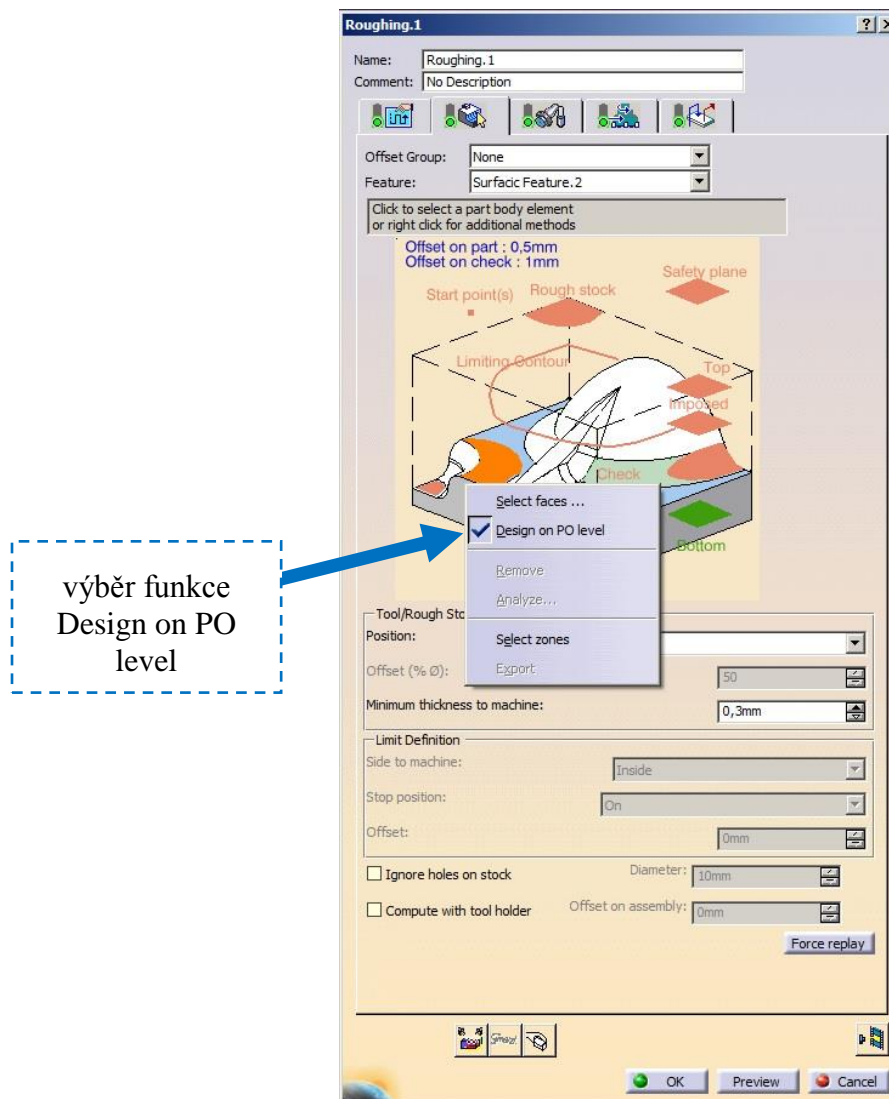 Roughing.1
Name: Roughing.1
Comment: No Description
Offset Group: None
Feature: Surfacic Feature.2
Click to select a part body element
or right click for additional methods
Offset on part : 0,5mm
Offset on check : 1mm
Safety plane
Start point(s)
Rough stock
Limiting Contour
Top
Imposed
Check
Bottom
Select faces ...
Design on PO level
Remove
Analyze...
Select zones
Export
výběr funkce
Design on PO
level
Tool/Rough Sto
Position:
Offset (% Ø): 50
Minimum thickness to machine: 0,3mm
Limit Definition
Side to machine: Inside
Stop position: On
Offset: 0mm
Ignore holes on stock Diameter: 10mm
Compute with tool holder Offset on assembly: 0mm
Force replay
OK Preview Cancel